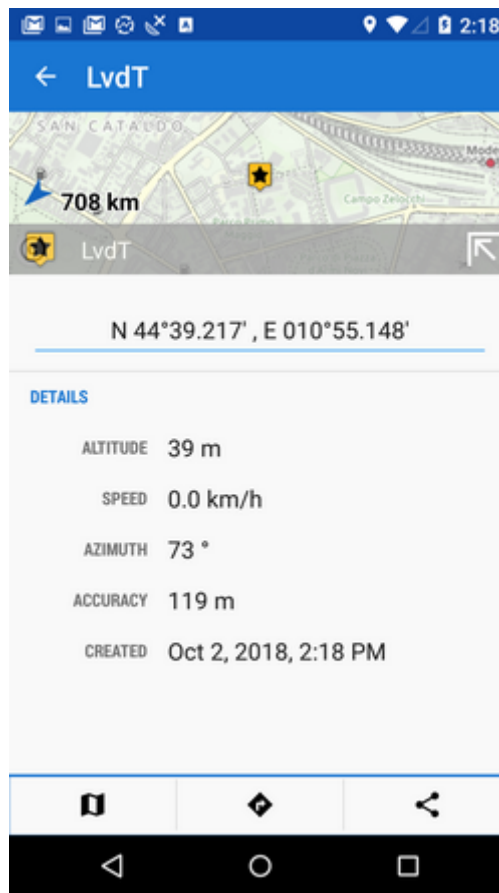 2:18
LvdT
SAN CATALDO
Mode
708 km
Campo Zelocchi
LvdT
N 44°39.217' , E 010°55.148'
DETAILS
ALTITUDE 39 m
SPEED 0.0 km/h
AZIMUTH 73 °
ACCURACY 119 m
CREATED Oct 2, 2018, 2:18 PM